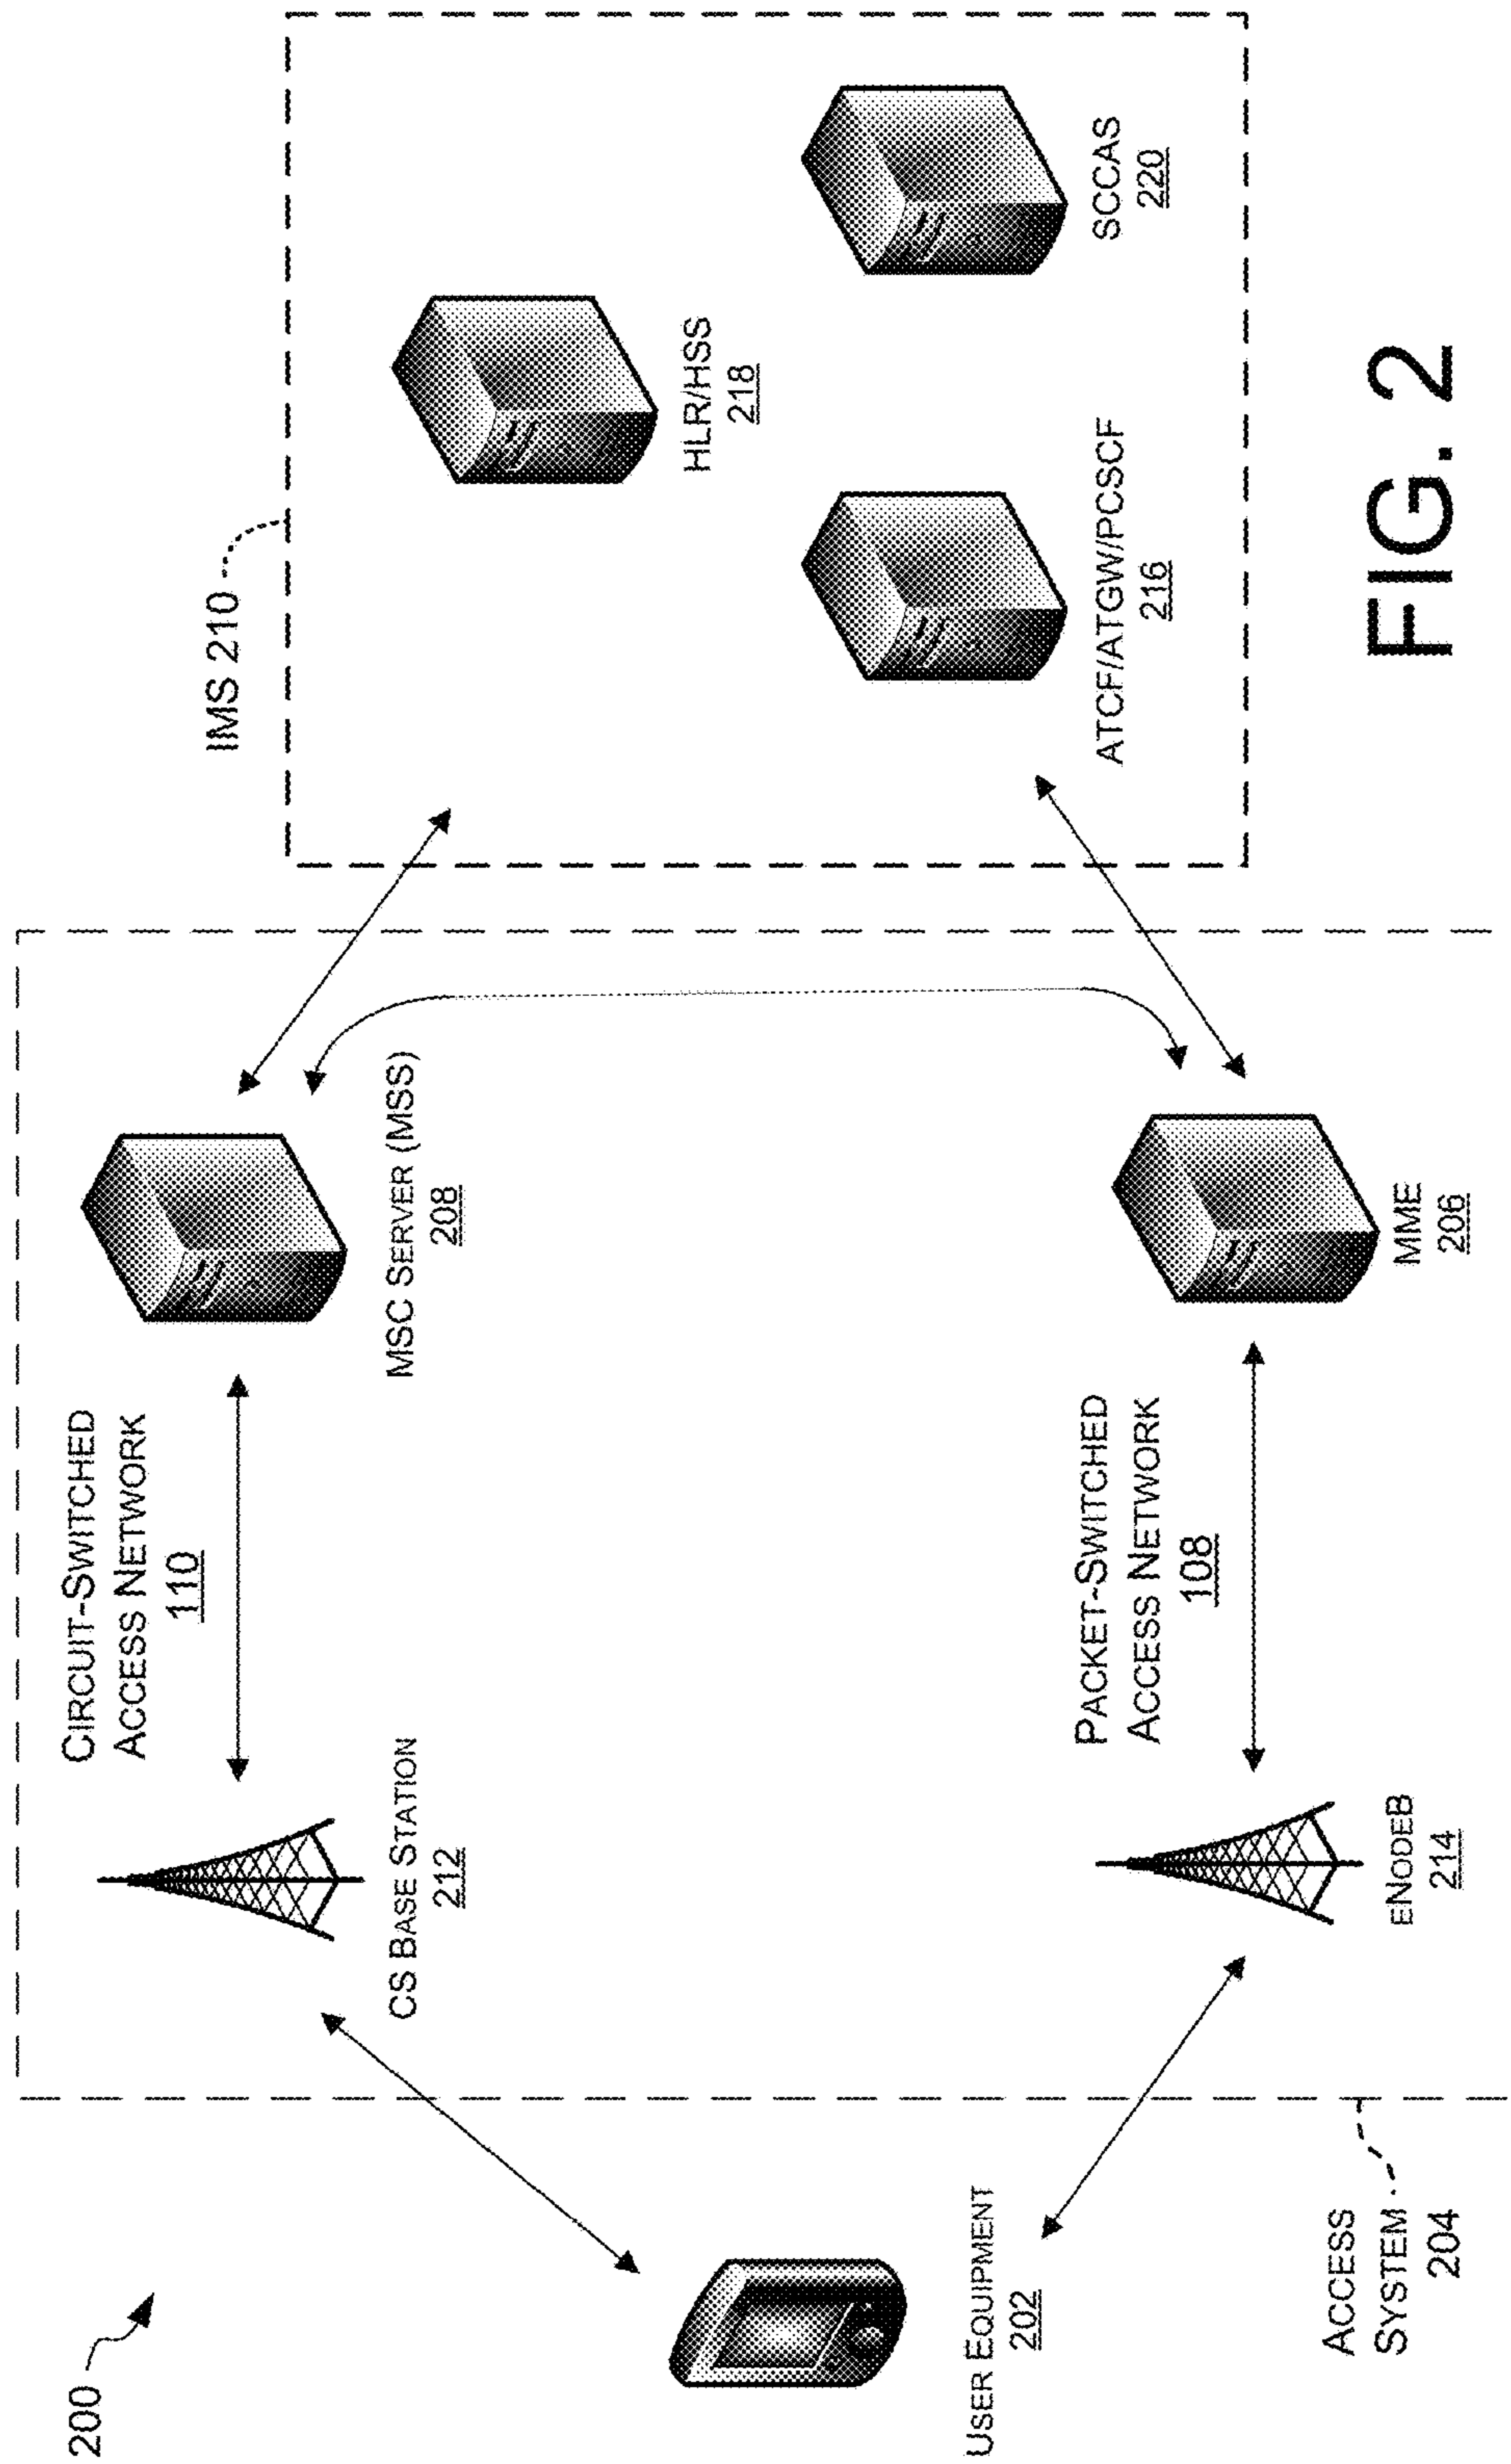 200
CIRCUIT-SWITCHED
ACCESS NETWORK
110
CS BASE STATION
212
MSC SERVER (MSS)
208
IMS 210
HLR/HSS
218
USER EQUIPMENT
202
PACKET-SWITCHED
ACCESS NETWORK
108
ATCF/ATGW/PCSCF
216
SCCAS
220
ENODEB
214
MME
206
ACCESS
SYSTEM
204
FIG. 2